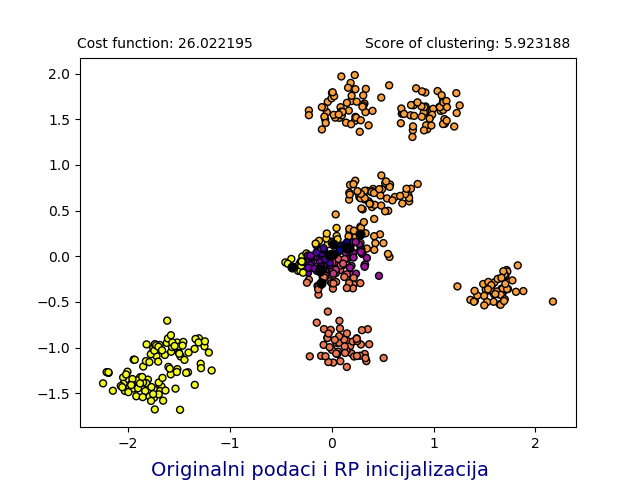 Cost function: 26.022195 Score of clustering: 5.923188
2.0
1.5
1.0
0.5
0.0
−0.5
−1.0
−1.5
−2 −1 0 1 2
Originalni podaci i RP inicijalizacija